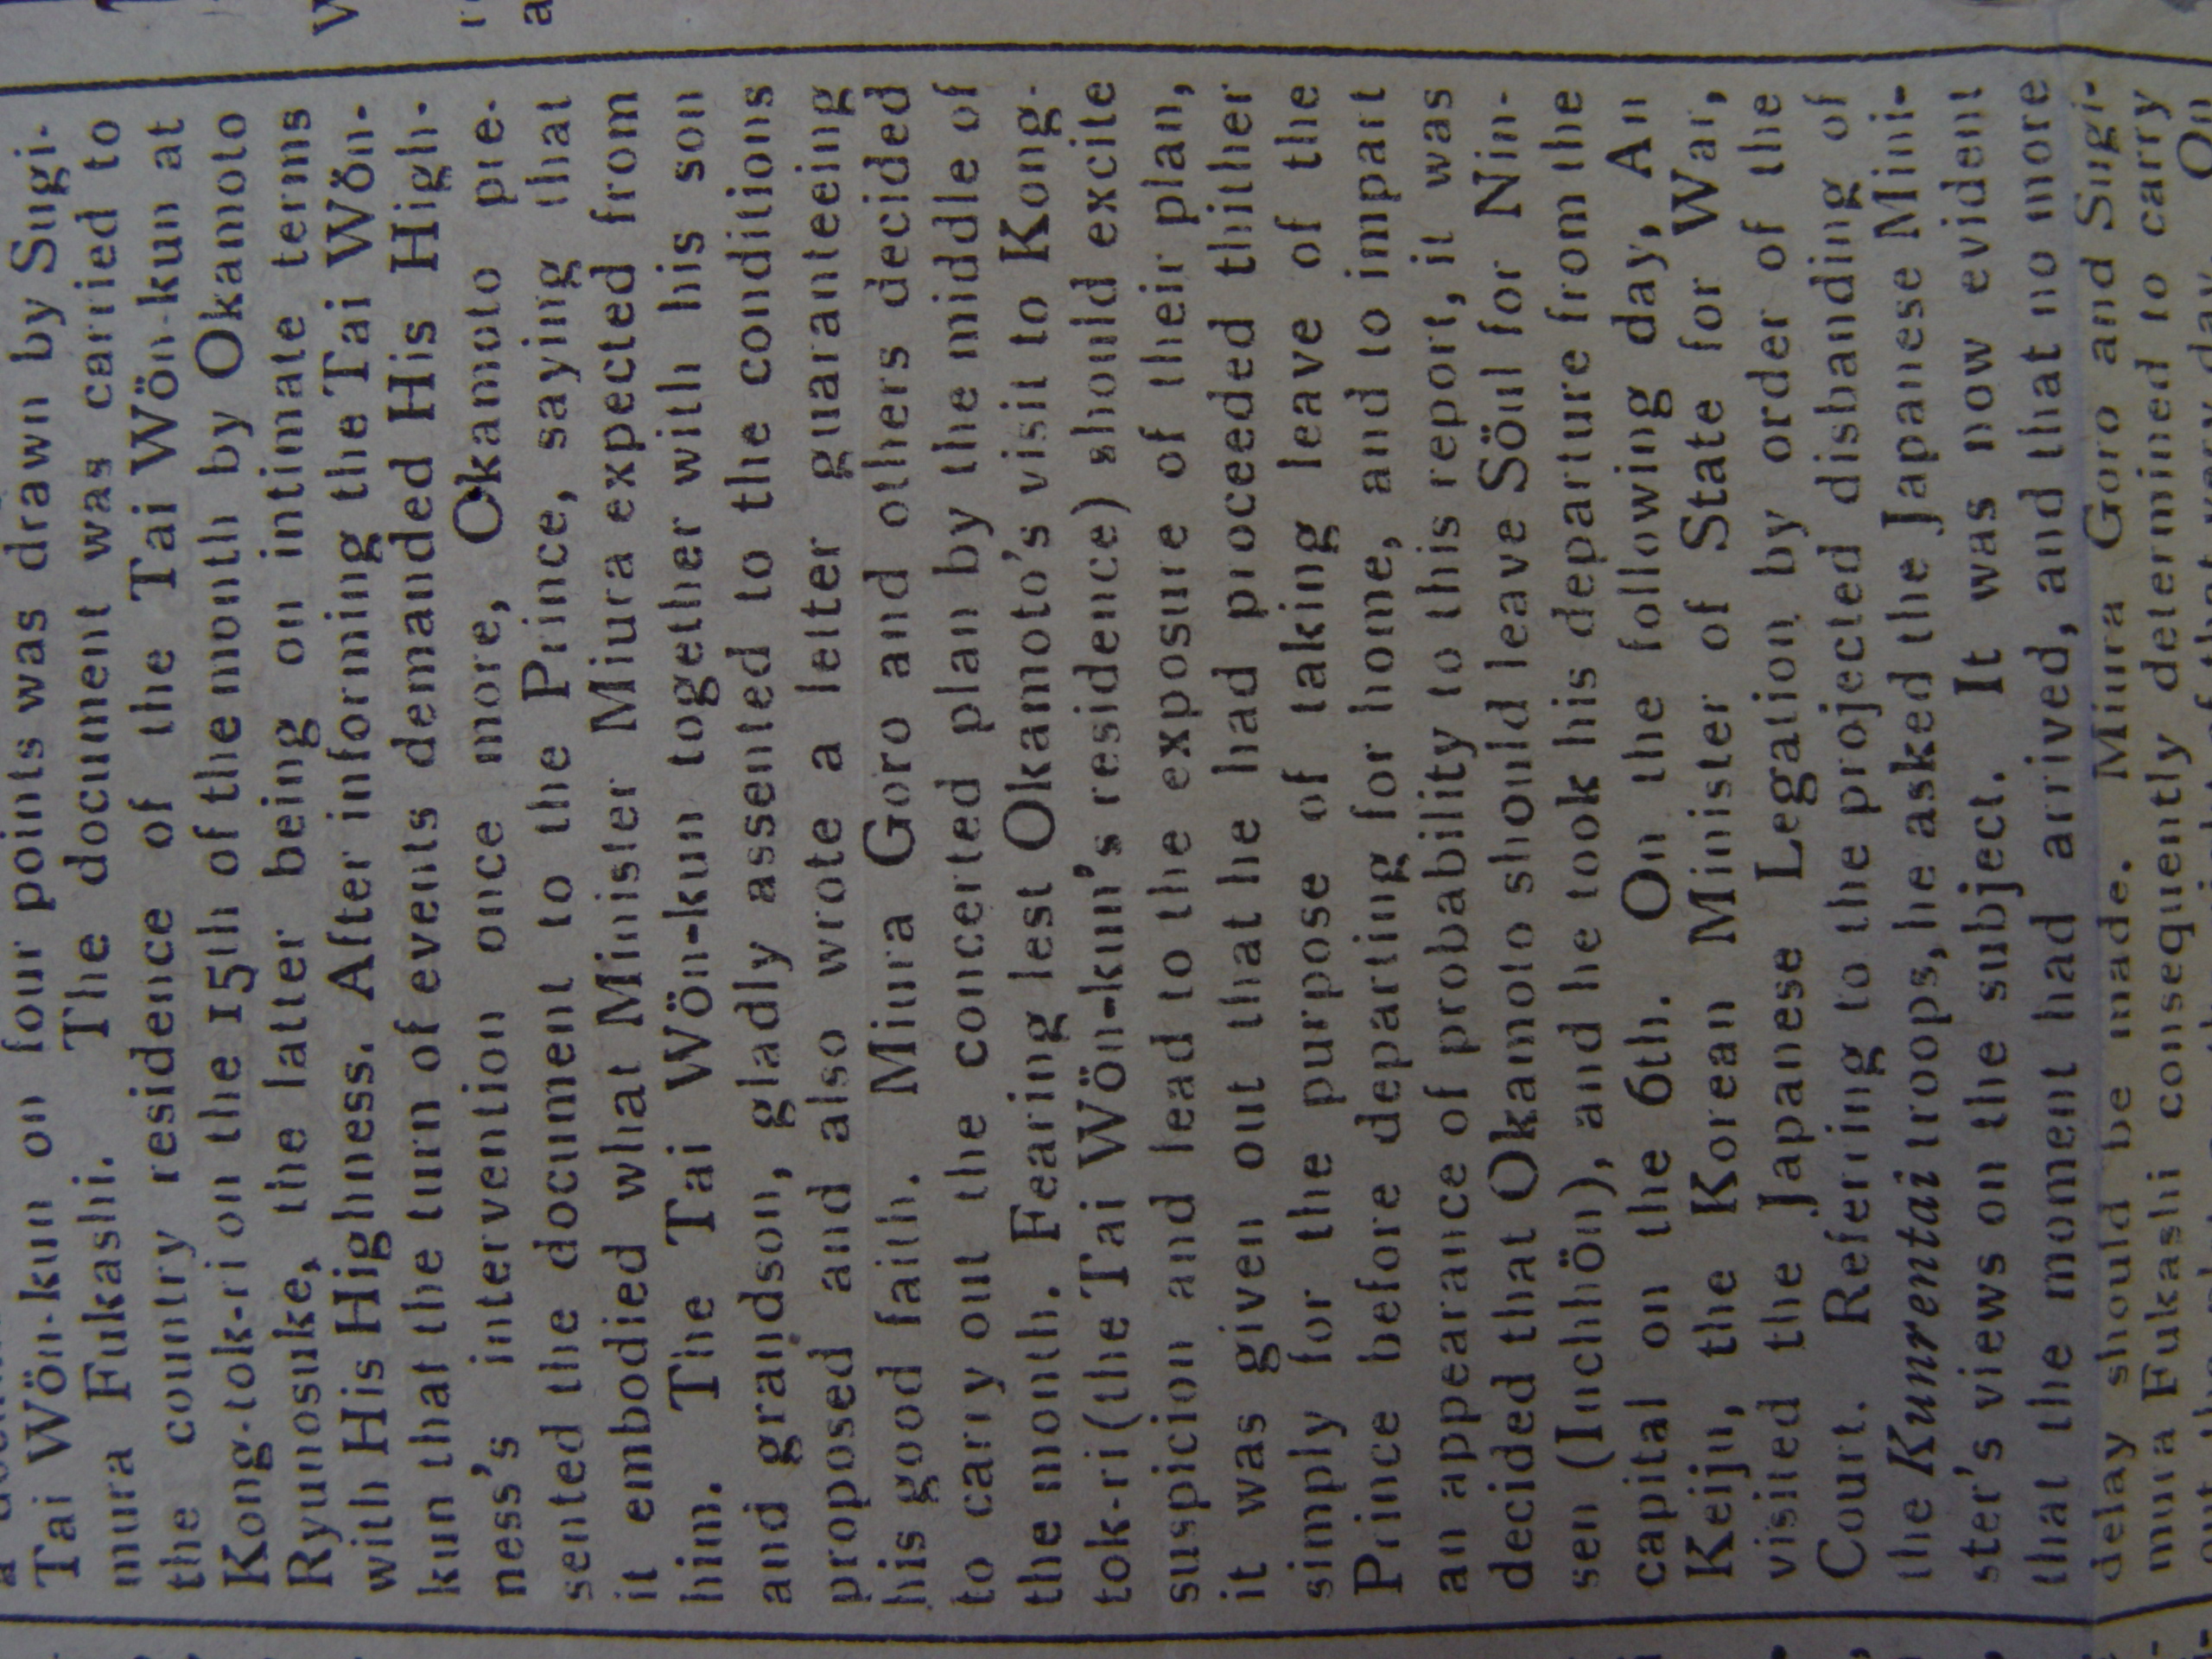 Tai Wön-kun on four points was drawn by Sugi-
mura Fukashi. The document was carried to
the country residence of the Tai Wön-kun at
Kong-tok-ri on the 15th of the month by Okamoto
Ryunosuke, the latter being on intimate terms
with His Highness. After informing the Tai Wön-
kun that the turn of events demanded His High-
ness's intervention once more, Okamoto pre-
sented the document to the Prince, saying that
it embodied what Minister Miura expected from
him. The Tai Wön-kun together with his son
and grandson, gladly assented to the conditions
proposed and also wrote a letter guaranteeing
his good faith. Miura Goro and others decided
to carry out the concerted plan by the middle of
the month. Fearing lest Okamoto's visit to Kong-
tok-ri (the Tai Wön-kun's residence) should excite
suspicion and lead to the exposure of their plan,
it was given out that he had proceeded thither
simply for the purpose of taking leave of the
Prince before departing for home, and to impart
an appearance of probability to this report, it was
decided that Okamoto should leave Söul for Nin-
sen (Inchhön), and he took his departure from the
capital on the 6th. On the following day, An
Keiju, the Korean Minister of State for War,
visited the Japanese Legation by order of the
Court. Referring to the projected disbanding of
the Kunrentai troops, he asked the Japanese Mini-
ster's views on the subject. It was now evident
that the moment had arrived, and that no more
delay should be made. Miura Goro and Sugi-
mura Fukashi consequently determined to carry